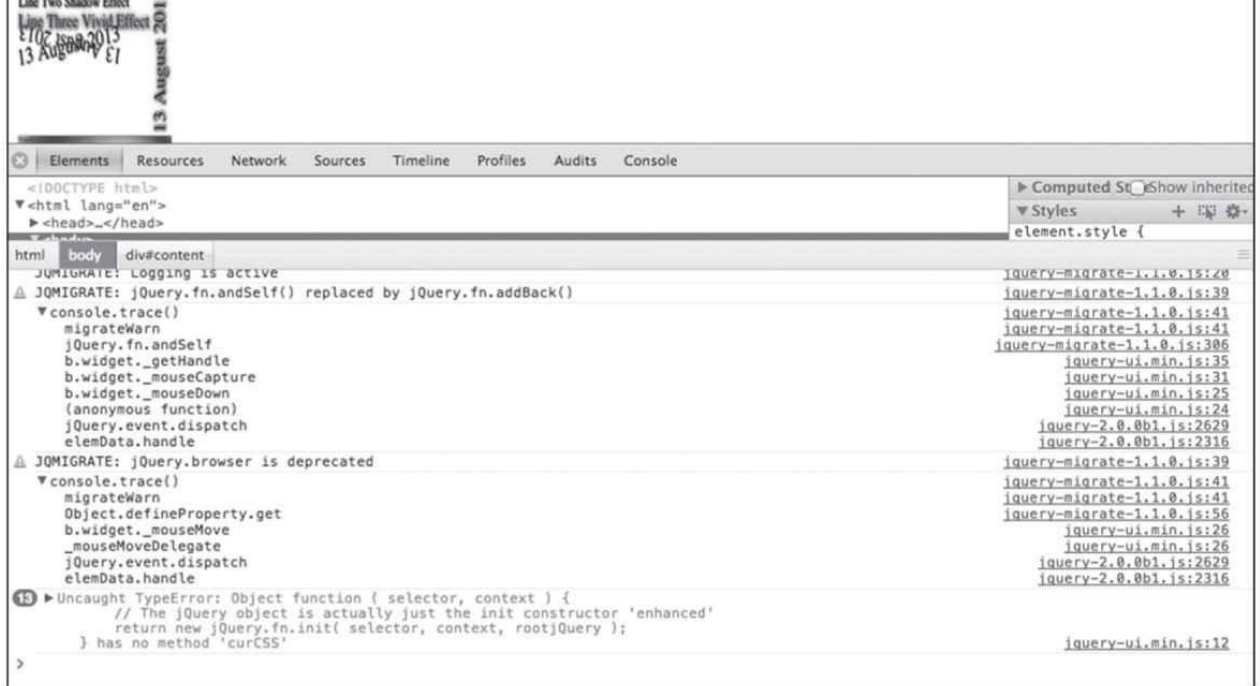 Line Two Shadow Effect
Line Three Vivid Effect
13 August 2013
13 August 201
Elements Resources Network Sources Timeline Profiles Audits Console
<!DOCTYPE html>
▼<html lang="en">
▶<head>…</head>
▼<body>
▶ Computed St Show inherited
▼ Styles
element.style {
html body div#content
JQMIGRATE: Logging is active jquery-migrate-1.1.0.js:20
JQMIGRATE: jQuery.fn.andSelf() replaced by jQuery.fn.addBack() jquery-migrate-1.1.0.js:39
▼console.trace() jquery-migrate-1.1.0.js:41
migrateWarn jquery-migrate-1.1.0.js:41
jQuery.fn.andSelf jquery-migrate-1.1.0.js:306
b.widget._getHandle jquery-ui.min.js:35
b.widget._mouseCapture jquery-ui.min.js:31
b.widget._mouseDown jquery-ui.min.js:25
(anonymous function) jquery-ui.min.js:24
jQuery.event.dispatch jquery-2.0.0b1.js:2629
elemData.handle jquery-2.0.0b1.js:2316
JQMIGRATE: jQuery.browser is deprecated jquery-migrate-1.1.0.js:39
▼console.trace() jquery-migrate-1.1.0.js:41
migrateWarn jquery-migrate-1.1.0.js:41
Object.defineProperty.get jquery-migrate-1.1.0.js:56
b.widget._mouseMove jquery-ui.min.js:26
_mouseMoveDelegate jquery-ui.min.js:26
jQuery.event.dispatch jquery-2.0.0b1.js:2629
elemData.handle jquery-2.0.0b1.js:2316
13 ▶Uncaught TypeError: Object function ( selector, context ) {
// The jQuery object is actually just the init constructor 'enhanced'
return new jQuery.fn.init( selector, context, rootjQuery );
} has no method 'curCSS' jquery-ui.min.js:12
>